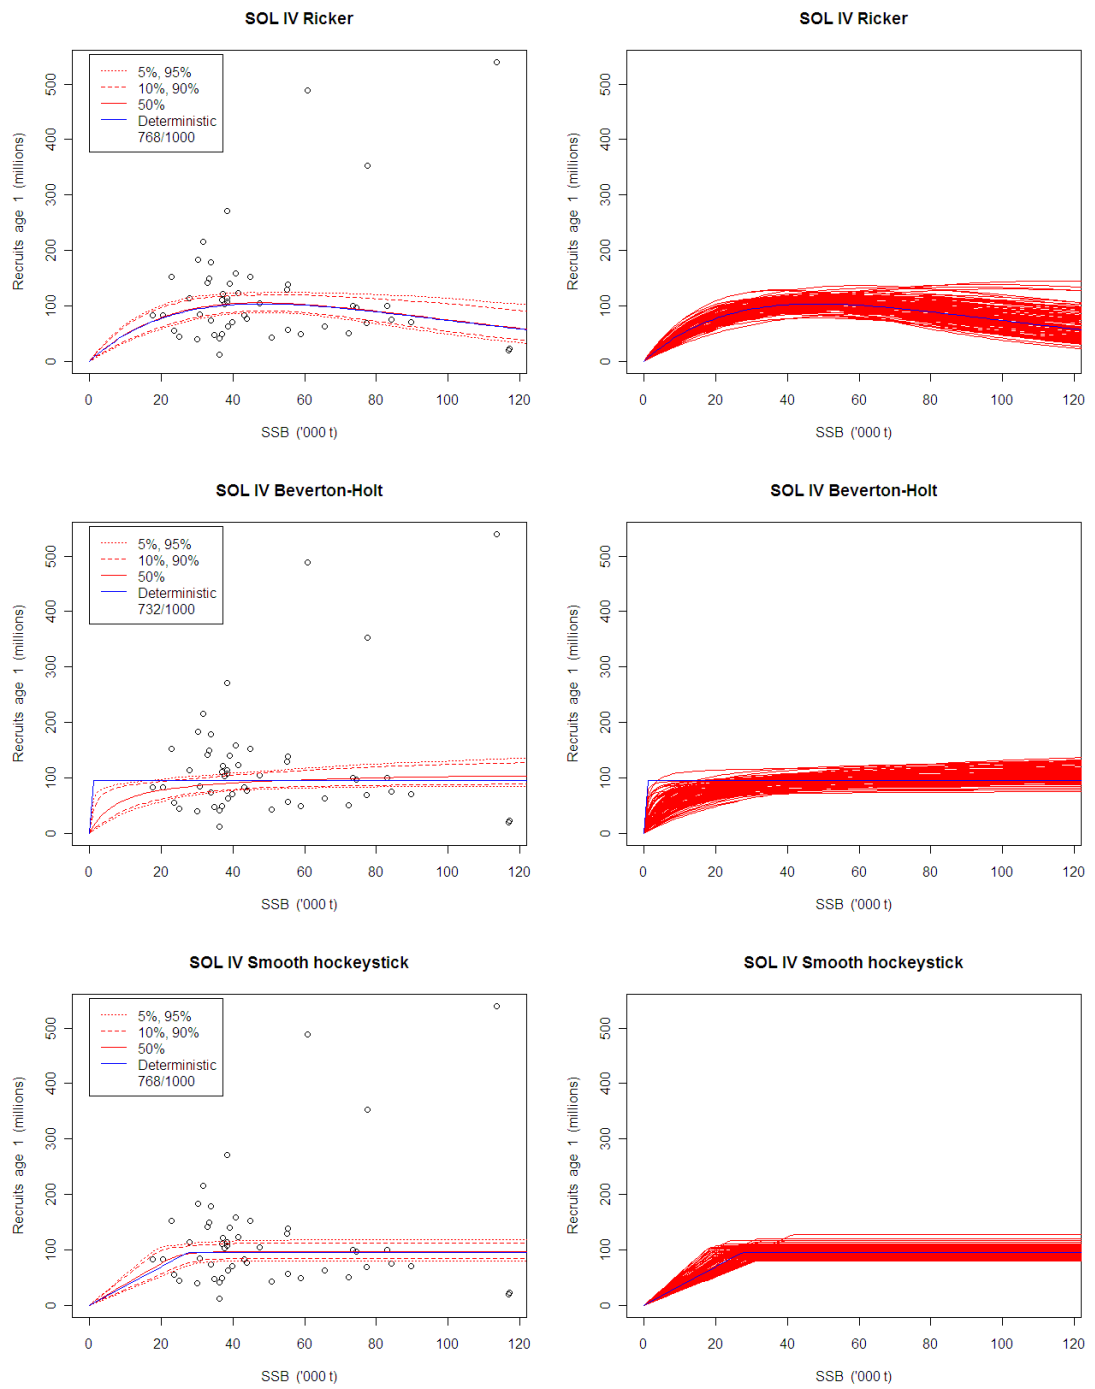 SOL IV Ricker
5%, 95%
10%, 90%
50%
Deterministic
768/1000
0 100 200 300 400 500
Recruits age 1 (millions)
0 20 40 60 80 100 120
SSB ('000 t)
SOL IV Ricker
0 100 200 300 400 500
Recruits age 1 (millions)
0 20 40 60 80 100 120
SSB ('000 t)
SOL IV Beverton-Holt
5%, 95%
10%, 90%
50%
Deterministic
732/1000
0 100 200 300 400 500
Recruits age 1 (millions)
0 20 40 60 80 100 120
SSB ('000 t)
SOL IV Beverton-Holt
0 100 200 300 400 500
Recruits age 1 (millions)
0 20 40 60 80 100 120
SSB ('000 t)
SOL IV Smooth hockeystick
5%, 95%
10%, 90%
50%
Deterministic
768/1000
0 100 200 300 400 500
Recruits age 1 (millions)
0 20 40 60 80 100 120
SSB ('000 t)
SOL IV Smooth hockeystick
0 100 200 300 400 500
Recruits age 1 (millions)
0 20 40 60 80 100 120
SSB ('000 t)